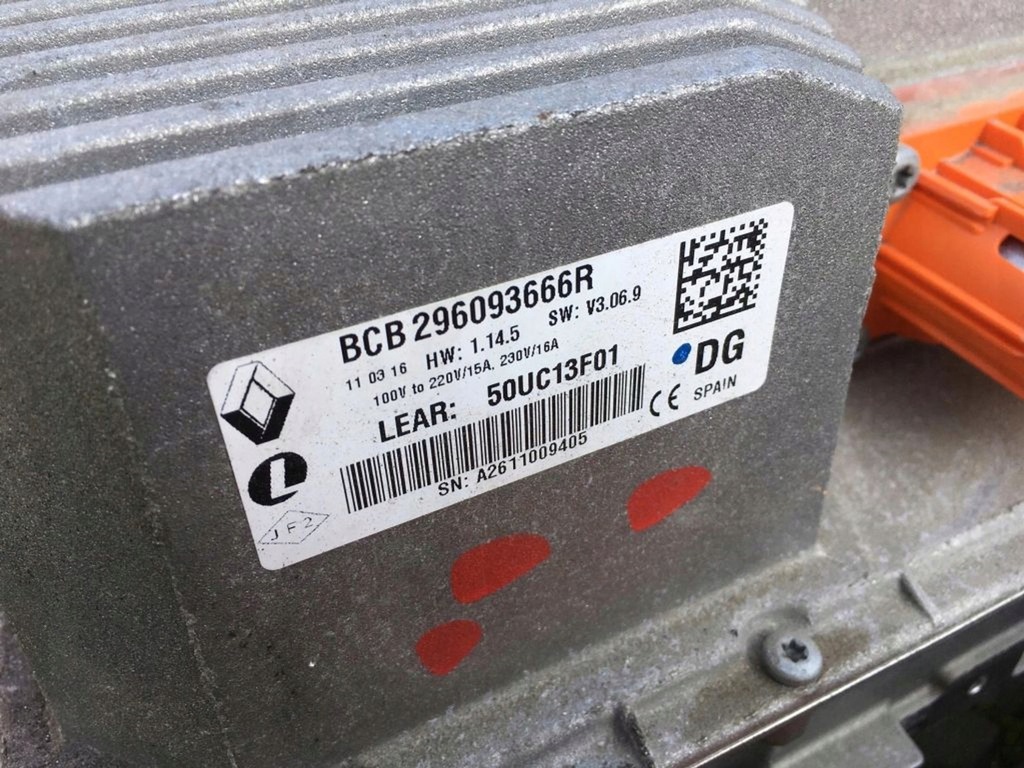 BCB 296093666R
11 03 16 HW: 1.14.5 SW: V3.06.9
100V to 220V/15A, 230V/16A
LEAR: 50UC13F01
DG
SN: A2611009405
CE SPAIN
L
JF2